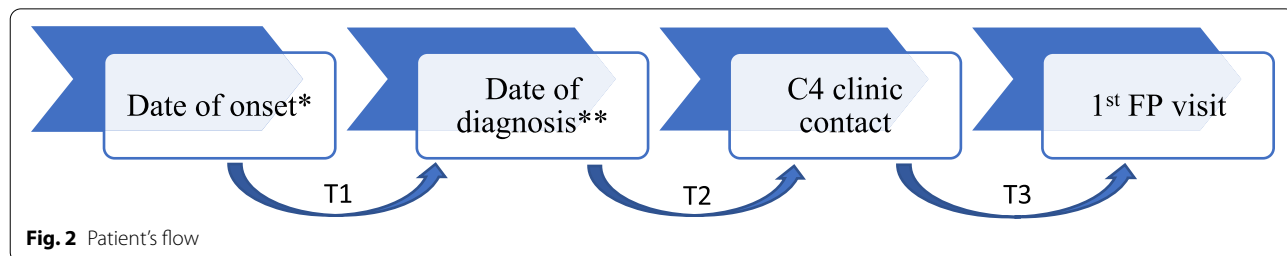 Date of onset*
Date of
diagnosis**
C4 clinic
contact
1st FP visit
T1
T2
T3
Fig. 2 Patient's flow